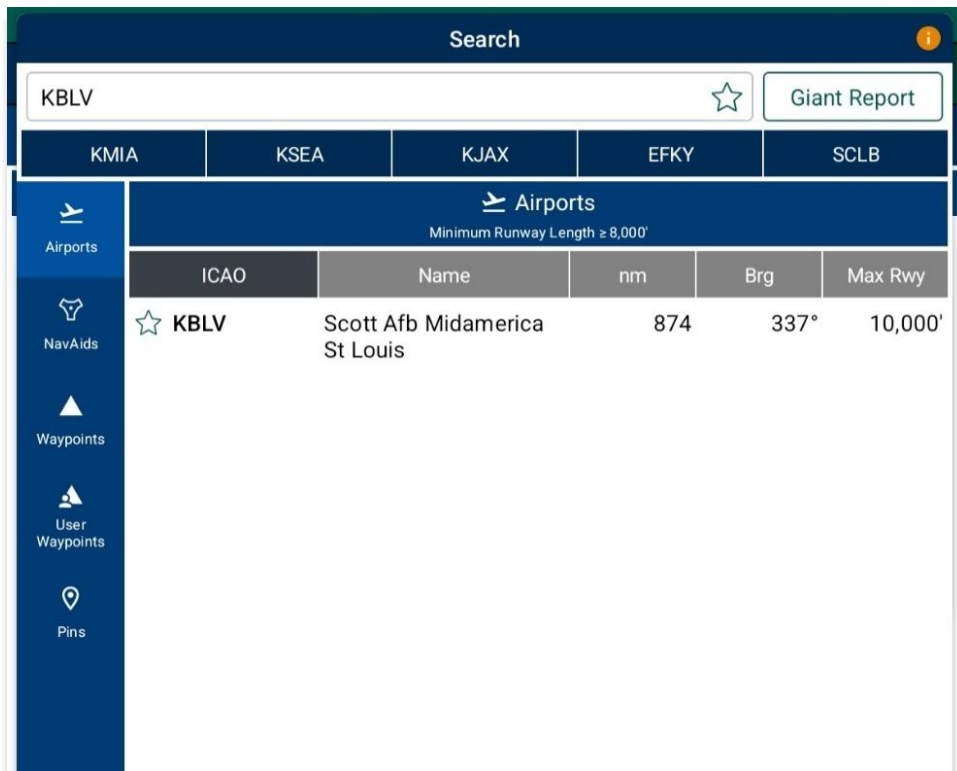 Search
KBLV
Giant Report
KMIA KSEA KJAX EFKY SCLB
Airports
Airports
Minimum Runway Length ≥ 8,000'
ICAO Name nm Brg Max Rwy
KBLV Scott Afb Midamerica 874 337° 10,000'
St Louis
NavAids
Waypoints
User
Waypoints
Pins